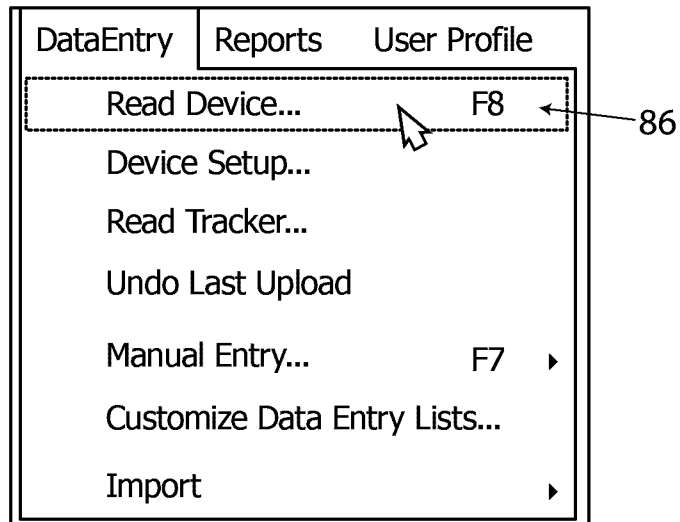 DataEntry Reports User Profile
Read Device... F8 86
Device Setup...
Read Tracker...
Undo Last Upload
Manual Entry... F7
Customize Data Entry Lists...
Import